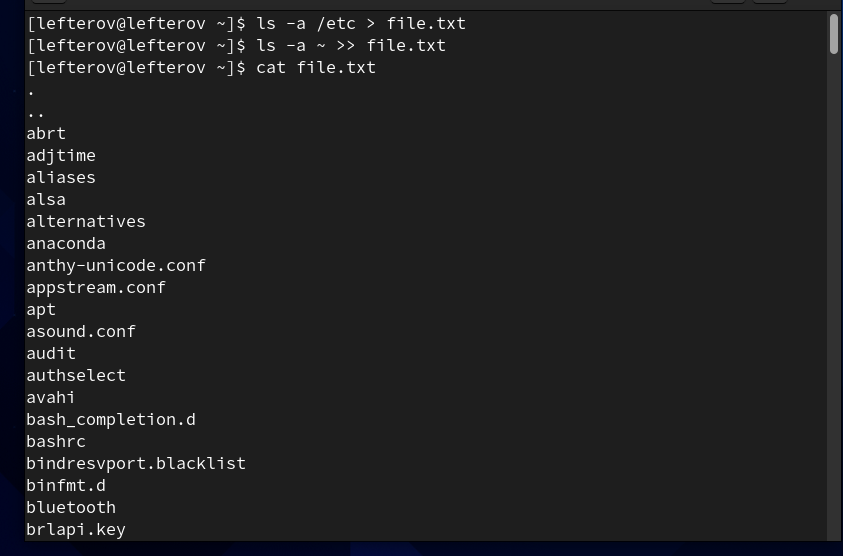 [lefterov@lefterov ~]$ ls -a /etc > file.txt
[lefterov@lefterov ~]$ ls -a ~ >> file.txt
[lefterov@lefterov ~]$ cat file.txt
.
..
abrt
adjtime
aliases
alsa
alternatives
anaconda
anthy-unicode.conf
appstream.conf
apt
asound.conf
audit
authselect
avahi
bash_completion.d
bashrc
bindresvport.blacklist
binfmt.d
bluetooth
brlapi.key